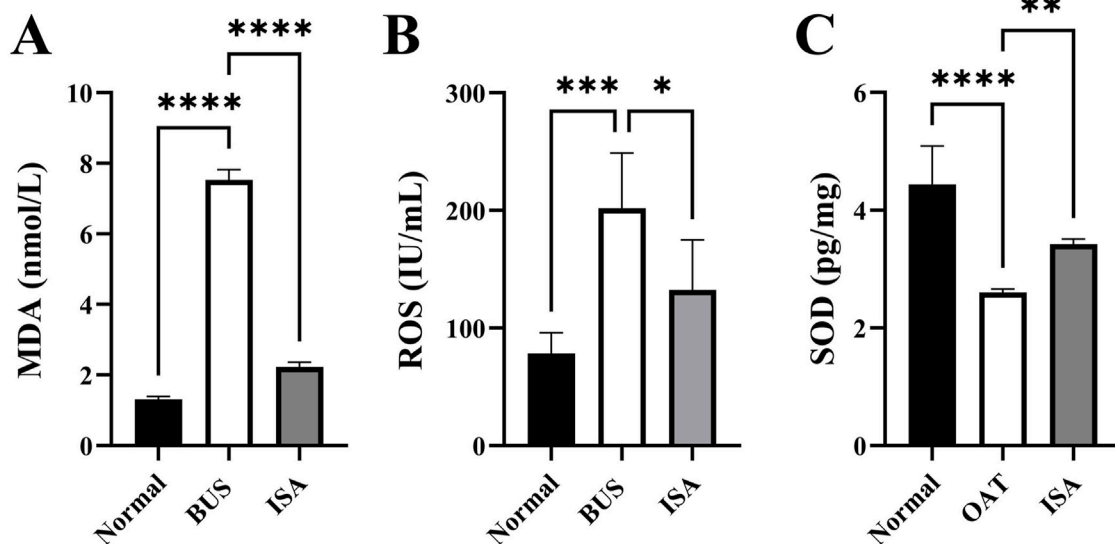 A
****
****
10
8
6
4
2
0
MDA (nmol/L)
Normal
BUS
ISA
B
***
*
300
200
100
0
ROS (IU/mL)
Normal
BUS
ISA
C
**
****
6
4
2
0
SOD (pg/mg)
Normal
OAT
ISA